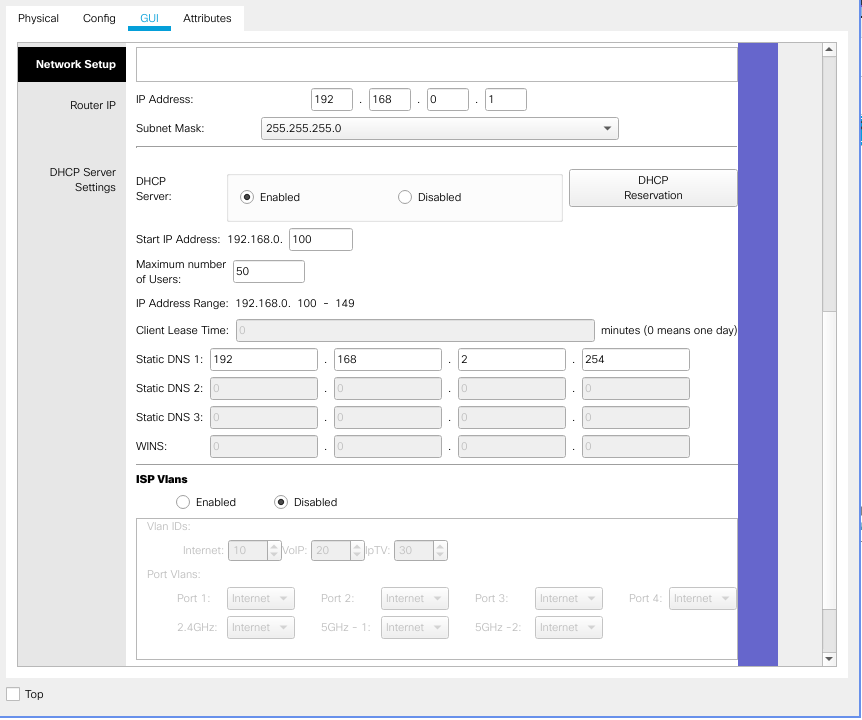 Physical Config GUI Attributes
Network Setup
Router IP
IP Address: 192 . 168 . 0 . 1
Subnet Mask: 255.255.255.0
DHCP Server
Settings
DHCP
Server:
Enabled Disabled
DHCP
Reservation
Start IP Address: 192.168.0. 100
Maximum number
of Users:
50
IP Address Range: 192.168.0. 100 - 149
Client Lease Time: 0 minutes (0 means one day)
Static DNS 1: 192 . 168 . 2 . 254
Static DNS 2: 0 . 0 . 0 . 0
Static DNS 3: 0 . 0 . 0 . 0
WINS: 0 . 0 . 0 . 0
ISP Vlans
Enabled Disabled
Vlan IDs:
Internet: 10 VoIP: 20 IpTV: 30
Port Vlans:
Port 1: Internet Port 2: Internet Port 3: Internet Port 4: Internet
2.4GHz: Internet 5GHz - 1: Internet 5GHz -2: Internet
Top